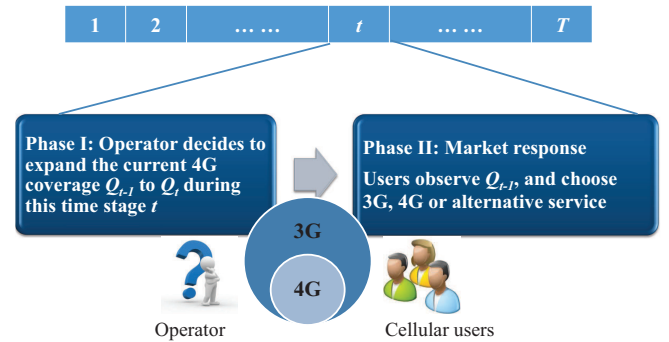 1 2 … … t … … T
Phase I: Operator decides to
expand the current 4G
coverage Qt-1 to Qt during
this time stage t
Phase II: Market response
Users observe Qt-1, and choose
3G, 4G or alternative service
3G
4G
Operator
Cellular users